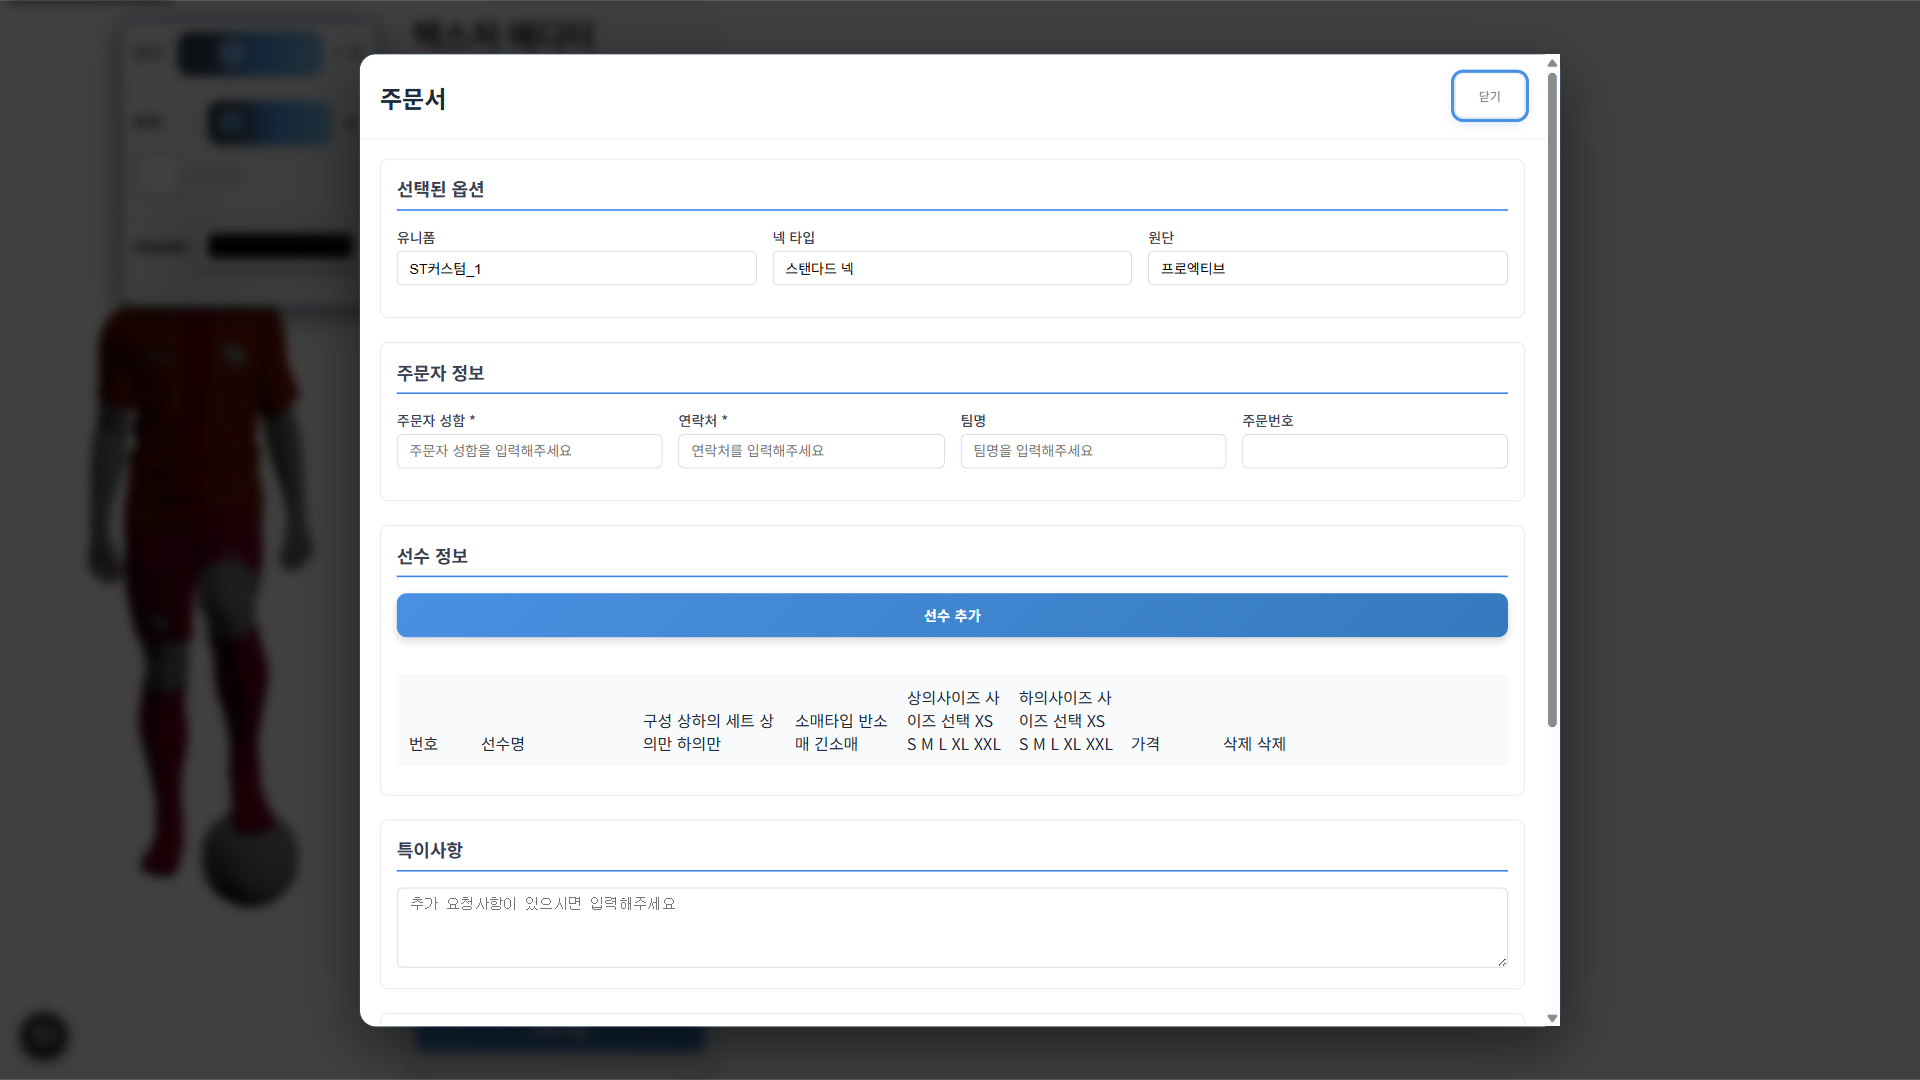 텍스처 에디터
주문서
닫기
선택된 옵션
유니폼
넥 타입
원단
ST커스텀_1
스탠다드 넥
프로엑티브
주문자 정보
주문자 성함 *
연락처 *
팀명
주문번호
주문자 성함을 입력해주세요
연락처를 입력해주세요
팀명을 입력해주세요
선수 정보
선수 추가
번호
선수명
구성 상하의 세트 상
의만 하의만
소매타입 반소
매 긴소매
상의사이즈 사
이즈 선택 XS
S M L XL XXL
하의사이즈 사
이즈 선택 XS
S M L XL XXL
가격
삭제 삭제
특이사항
추가 요청사항이 있으시면 입력해주세요